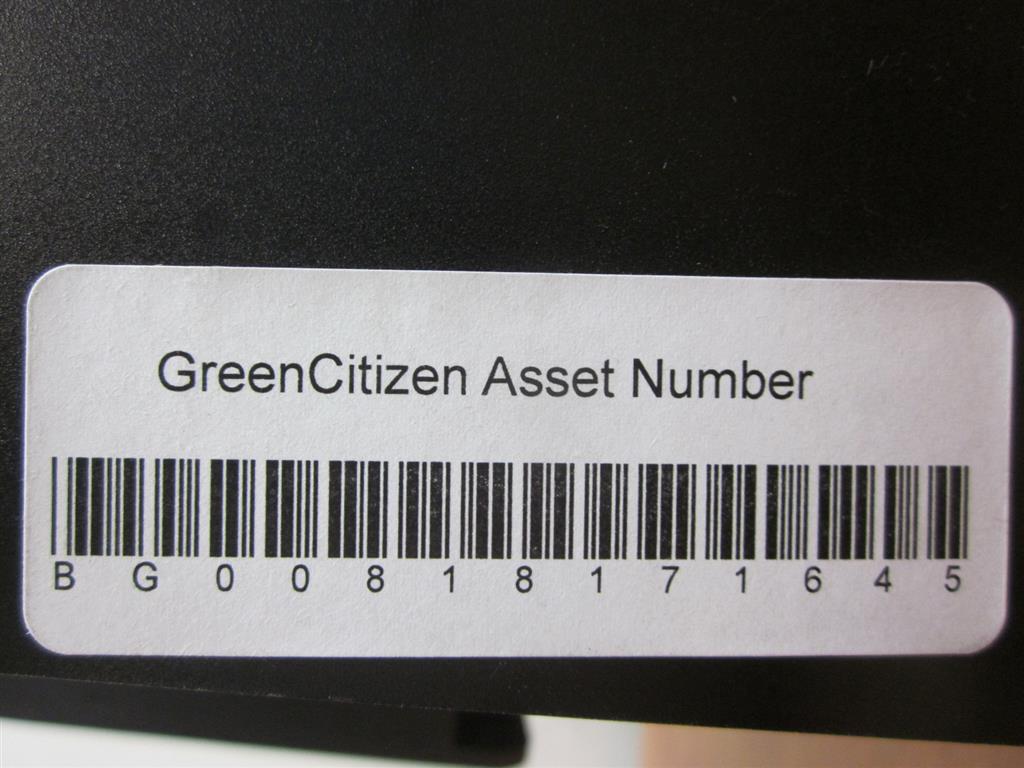 GreenCitizen Asset Number
B G 0 0 8 1 8 1 7 1 6 4 5